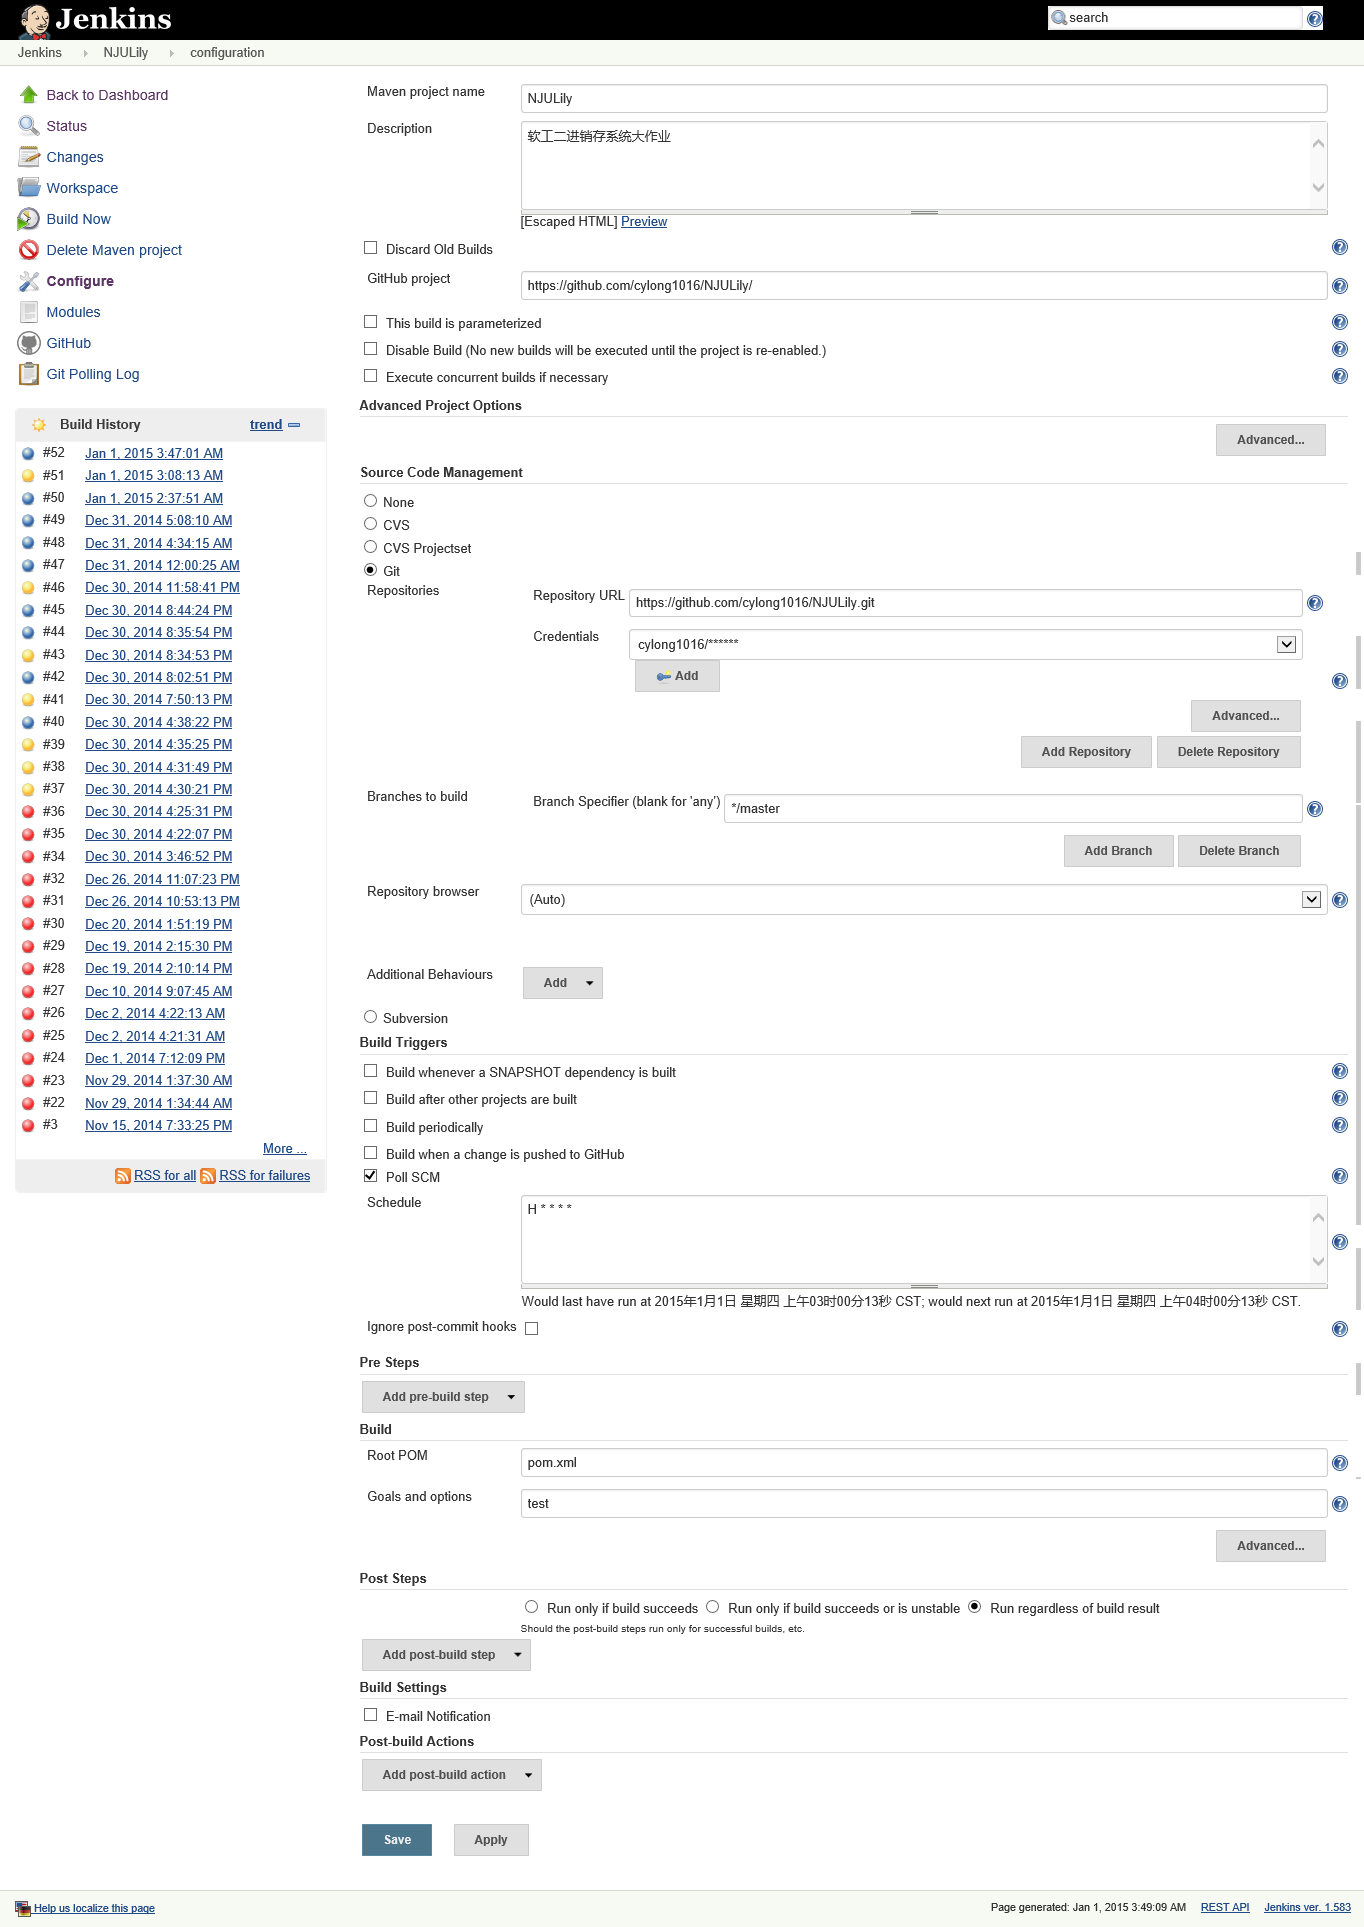 Jenkins
search
Jenkins NJULily configuration
Back to Dashboard
Status
Changes
Workspace
Build Now
Delete Maven project
Configure
Modules
GitHub
Git Polling Log
Build History trend
#52 Jan 1, 2015 3:47:01 AM
#51 Jan 1, 2015 3:08:13 AM
#50 Jan 1, 2015 2:37:51 AM
#49 Dec 31, 2014 5:08:10 AM
#48 Dec 31, 2014 4:34:15 AM
#47 Dec 31, 2014 12:00:25 AM
#46 Dec 30, 2014 11:58:41 PM
#45 Dec 30, 2014 8:44:24 PM
#44 Dec 30, 2014 8:35:54 PM
#43 Dec 30, 2014 8:34:53 PM
#42 Dec 30, 2014 8:02:51 PM
#41 Dec 30, 2014 7:50:13 PM
#40 Dec 30, 2014 4:38:22 PM
#39 Dec 30, 2014 4:35:25 PM
#38 Dec 30, 2014 4:31:49 PM
#37 Dec 30, 2014 4:30:21 PM
#36 Dec 30, 2014 4:25:31 PM
#35 Dec 30, 2014 4:22:07 PM
#34 Dec 30, 2014 3:46:52 PM
#32 Dec 26, 2014 11:07:23 PM
#31 Dec 26, 2014 10:53:13 PM
#30 Dec 20, 2014 1:51:19 PM
#29 Dec 19, 2014 2:15:30 PM
#28 Dec 19, 2014 2:10:14 PM
#27 Dec 10, 2014 9:07:45 AM
#26 Dec 2, 2014 4:22:13 AM
#25 Dec 2, 2014 4:21:31 AM
#24 Dec 1, 2014 7:12:09 PM
#23 Nov 29, 2014 1:37:30 AM
#22 Nov 29, 2014 1:34:44 AM
#3 Nov 15, 2014 7:33:25 PM
More ...
RSS for all RSS for failures
Maven project name NJULily
Description 软工二进销存系统大作业
[Escaped HTML] Preview
Discard Old Builds
GitHub project https://github.com/cylong1016/NJULily/
This build is parameterized
Disable Build (No new builds will be executed until the project is re-enabled.)
Execute concurrent builds if necessary
Advanced Project Options
Advanced...
Source Code Management
None
CVS
CVS Projectset
Git
Repositories Repository URL https://github.com/cylong1016/NJULily.git
Credentials cylong1016/******
Add
Advanced...
Add Repository Delete Repository
Branches to build Branch Specifier (blank for 'any') */master
Add Branch Delete Branch
Repository browser (Auto)
Additional Behaviours Add
Subversion
Build Triggers
Build whenever a SNAPSHOT dependency is built
Build after other projects are built
Build periodically
Build when a change is pushed to GitHub
Poll SCM
Schedule H * * * *
Would last have run at 2015年1月1日 星期四 上午03时00分13秒 CST; would next run at 2015年1月1日 星期四 上午04时00分13秒 CST.
Ignore post-commit hooks
Pre Steps
Add pre-build step
Build
Root POM pom.xml
Goals and options test
Advanced...
Post Steps
Run only if build succeeds Run only if build succeeds or is unstable Run regardless of build result
Should the post-build steps run only for successful builds, etc.
Add post-build step
Build Settings
E-mail Notification
Post-build Actions
Add post-build action
Save Apply
Help us localize this page Page generated: Jan 1, 2015 3:49:09 AM REST API Jenkins ver. 1.583